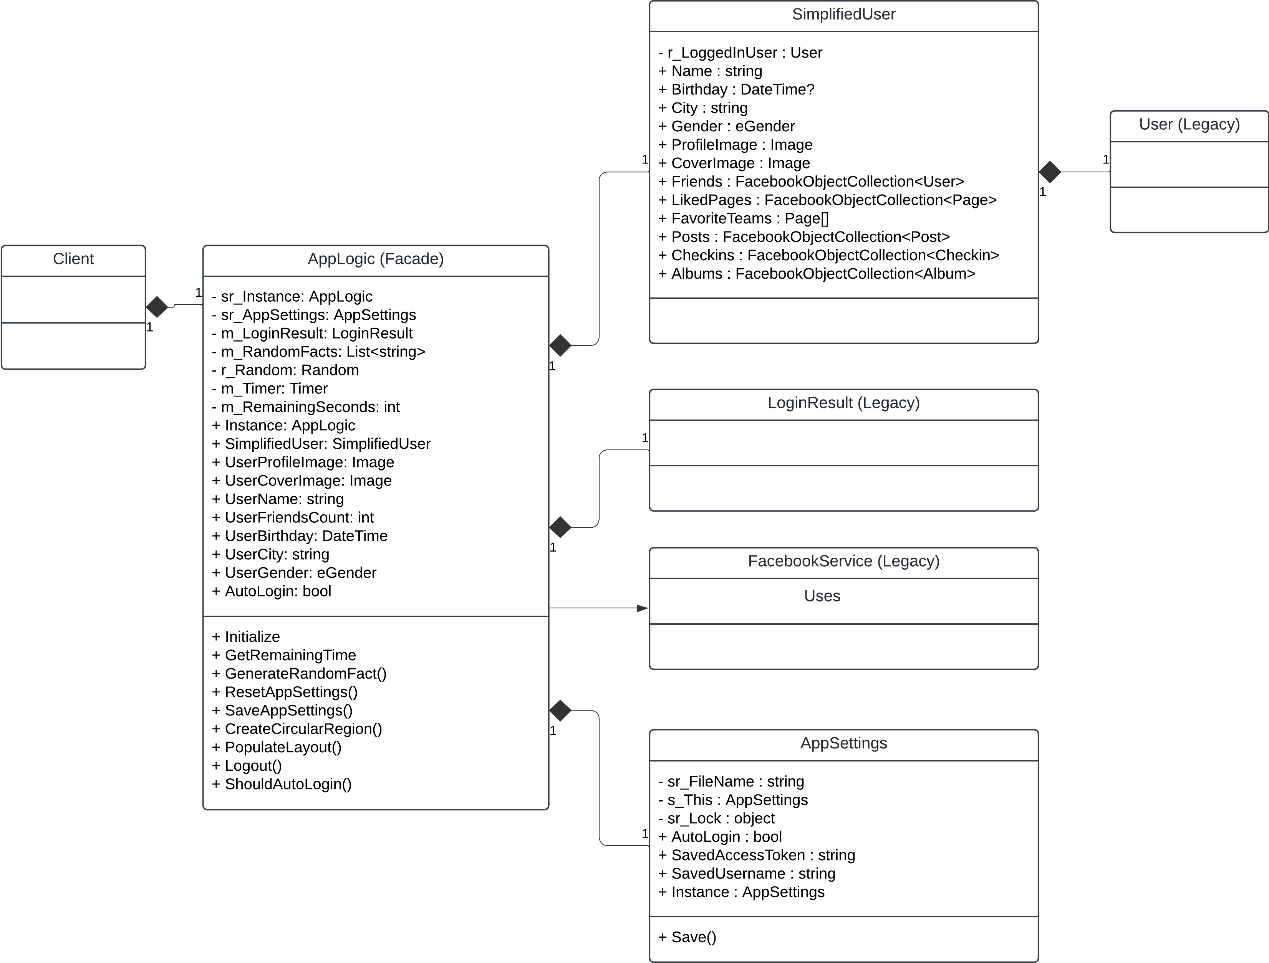 Client
1
1
AppLogic (Facade)
- sr_Instance: AppLogic
- sr_AppSettings: AppSettings
- m_LoginResult: LoginResult
- m_RandomFacts: List<string>
- r_Random: Random
- m_Timer: Timer
- m_RemainingSeconds: int
+ Instance: AppLogic
+ SimplifiedUser: SimplifiedUser
+ UserProfileImage: Image
+ UserCoverImage: Image
+ UserName: string
+ UserFriendsCount: int
+ UserBirthday: DateTime
+ UserCity: string
+ UserGender: eGender
+ AutoLogin: bool
+ Initialize
+ GetRemainingTime
+ GenerateRandomFact()
+ ResetAppSettings()
+ SaveAppSettings()
+ CreateCircularRegion()
+ PopulateLayout()
+ Logout()
+ ShouldAutoLogin()
1
1
SimplifiedUser
- r_LoggedInUser : User
+ Name : string
+ Birthday : DateTime?
+ City : string
+ Gender : eGender
+ ProfileImage : Image
+ CoverImage : Image
+ Friends : FacebookObjectCollection<User>
+ LikedPages : FacebookObjectCollection<Page>
+ FavoriteTeams : Page[]
+ Posts : FacebookObjectCollection<Post>
+ Checkins : FacebookObjectCollection<Checkin>
+ Albums : FacebookObjectCollection<Album>
1
1
User (Legacy)
1
1
LoginResult (Legacy)
FacebookService (Legacy)
Uses
1
1
AppSettings
- sr_FileName : string
- s_This : AppSettings
- sr_Lock : object
+ AutoLogin : bool
+ SavedAccessToken : string
+ SavedUsername : string
+ Instance : AppSettings
+ Save()